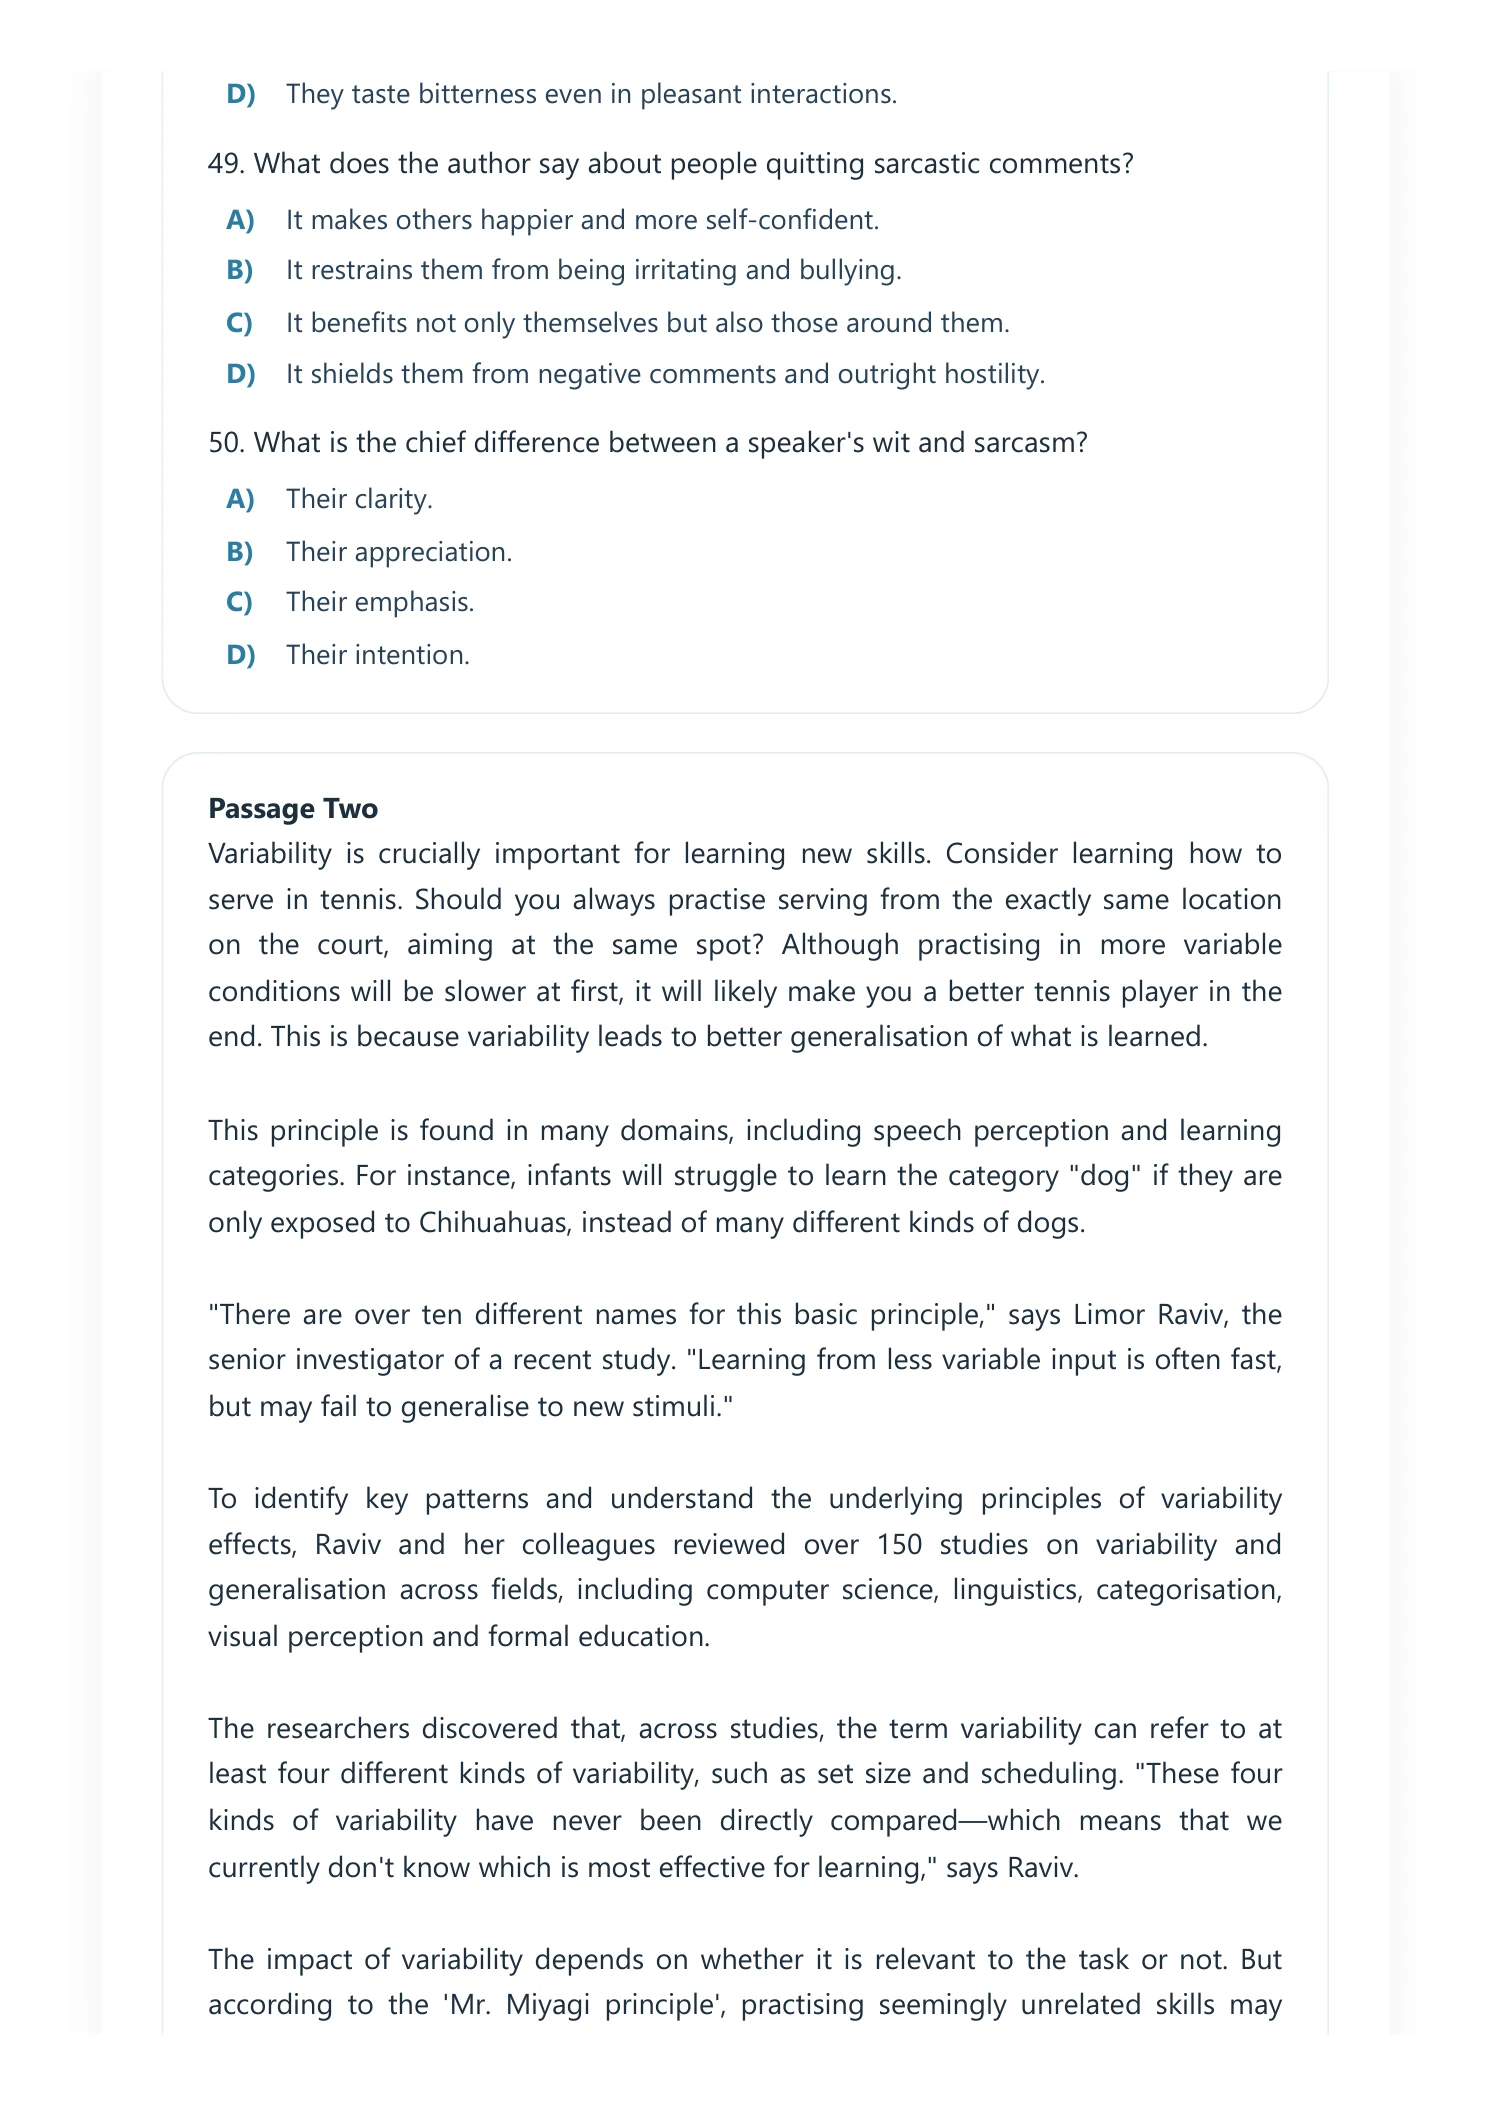 D) They taste bitterness even in pleasant interactions.
49. What does the author say about people quitting sarcastic comments?
A) It makes others happier and more self-confident.
B) It restrains them from being irritating and bullying.
C) It benefits not only themselves but also those around them.
D) It shields them from negative comments and outright hostility.
50. What is the chief difference between a speaker's wit and sarcasm?
A) Their clarity.
B) Their appreciation.
C) Their emphasis.
D) Their intention.
Passage Two
Variability is crucially important for learning new skills. Consider learning how to
serve in tennis. Should you always practise serving from the exactly same location
on the court, aiming at the same spot? Although practising in more variable
conditions will be slower at first, it will likely make you a better tennis player in the
end. This is because variability leads to better generalisation of what is learned.
This principle is found in many domains, including speech perception and learning
categories. For instance, infants will struggle to learn the category "dog" if they are
only exposed to Chihuahuas, instead of many different kinds of dogs.
"There are over ten different names for this basic principle," says Limor Raviv, the
senior investigator of a recent study. "Learning from less variable input is often fast,
but may fail to generalise to new stimuli."
To identify key patterns and understand the underlying principles of variability
effects, Raviv and her colleagues reviewed over 150 studies on variability and
generalisation across fields, including computer science, linguistics, categorisation,
visual perception and formal education.
The researchers discovered that, across studies, the term variability can refer to at
least four different kinds of variability, such as set size and scheduling. "These four
kinds of variability have never been directly compared—which means that we
currently don't know which is most effective for learning," says Raviv.
The impact of variability depends on whether it is relevant to the task or not. But
according to the 'Mr. Miyagi principle', practising seemingly unrelated skills may